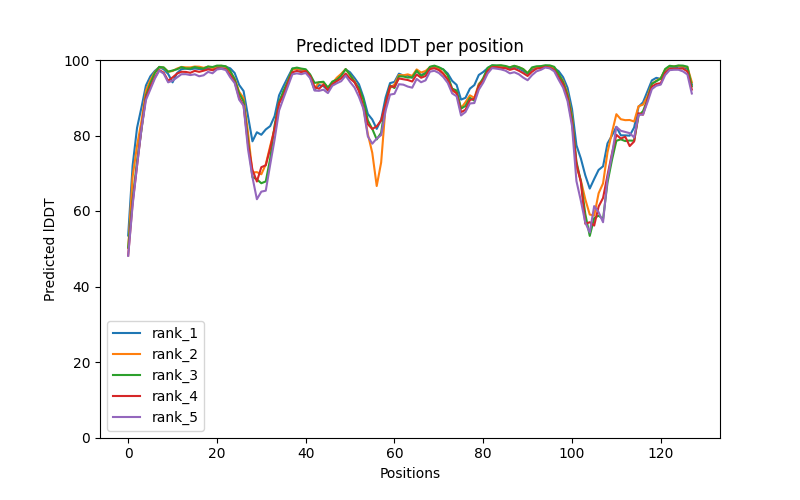 Predicted lDDT per position
100
80
60
40
20
0
Predicted lDDT
rank_1
rank_2
rank_3
rank_4
rank_5
0 20 40 60 80 100 120
Positions